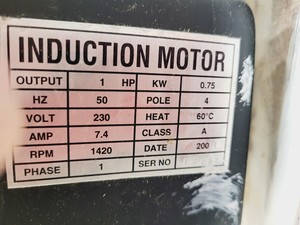 INDUCTION MOTOR
OUTPUT 1 HP KW 0.75
HZ 50 POLE 4
VOLT 230 HEAT 60°C
AMP 7.4 CLASS A
RPM 1420 DATE 200
PHASE 1 SER NO